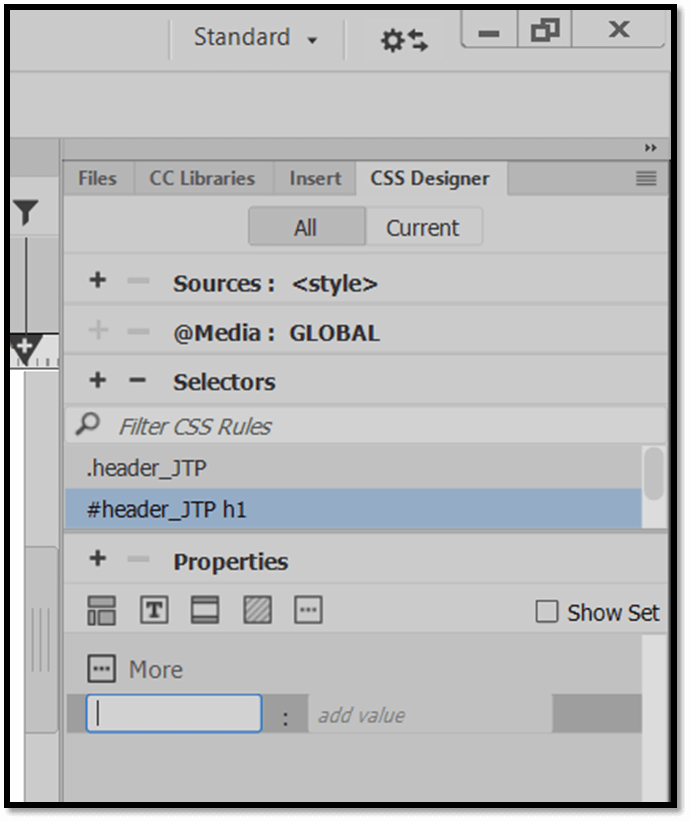 Standard
Files CC Libraries Insert CSS Designer
All Current
Sources : <style>
@Media : GLOBAL
Selectors
Filter CSS Rules
.header_JTP
#header_JTP h1
Properties
T Show Set
More
: add value